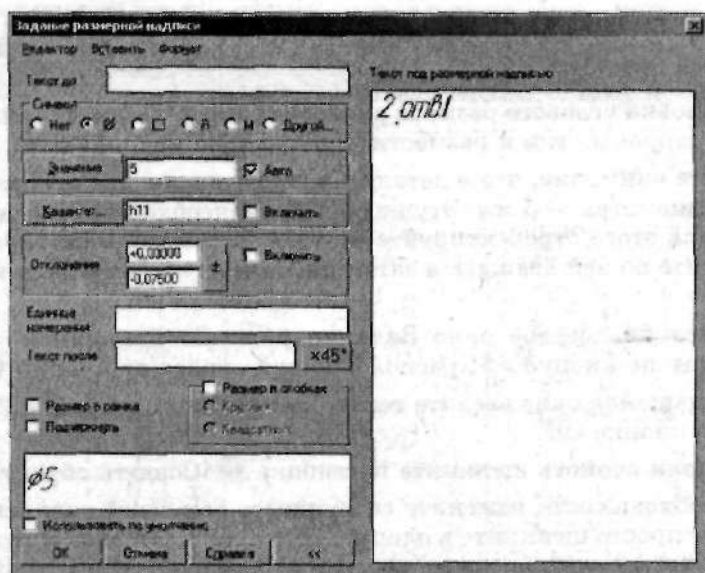 Задание размерной надписи
Редактор Вставить Формат
Текст до
Текст под размерной надписью
2 отв
Символ
Нет Ø □ R M Другой...
Значение 5 Авто
Квалитет... h11 Включить
Отклонения +0,00000 Включить
-0,07500 ±
Единица
измерения
Текст после ×45°
Размер в скобках
Размер в рамке Круглых
Подчеркнуть Квадратных
ø5
Использовать по умолчанию
OK Отмена Справка <<